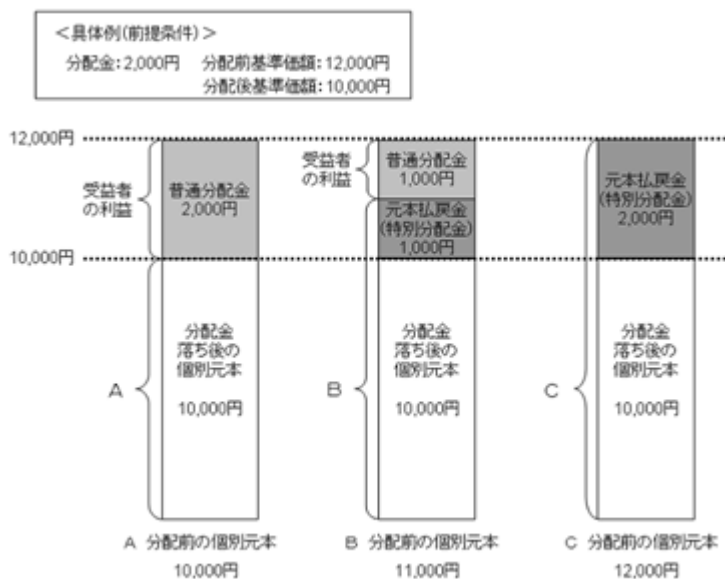 <具体例(前提条件)>
分配金:2,000円 分配前基準価額:12,000円
分配後基準価額:10,000円
12,000円
受益者
の利益
普通分配金
2,000円
受益者
の利益
普通分配金
1,000円
元本払戻金
(特別分配金)
1,000円
元本払戻金
(特別分配金)
2,000円
10,000円
A
分配金
落ち後の
個別元本
10,000円
B
分配金
落ち後の
個別元本
10,000円
C
分配金
落ち後の
個別元本
10,000円
A 分配前の個別元本
10,000円
B 分配前の個別元本
11,000円
C 分配前の個別元本
12,000円